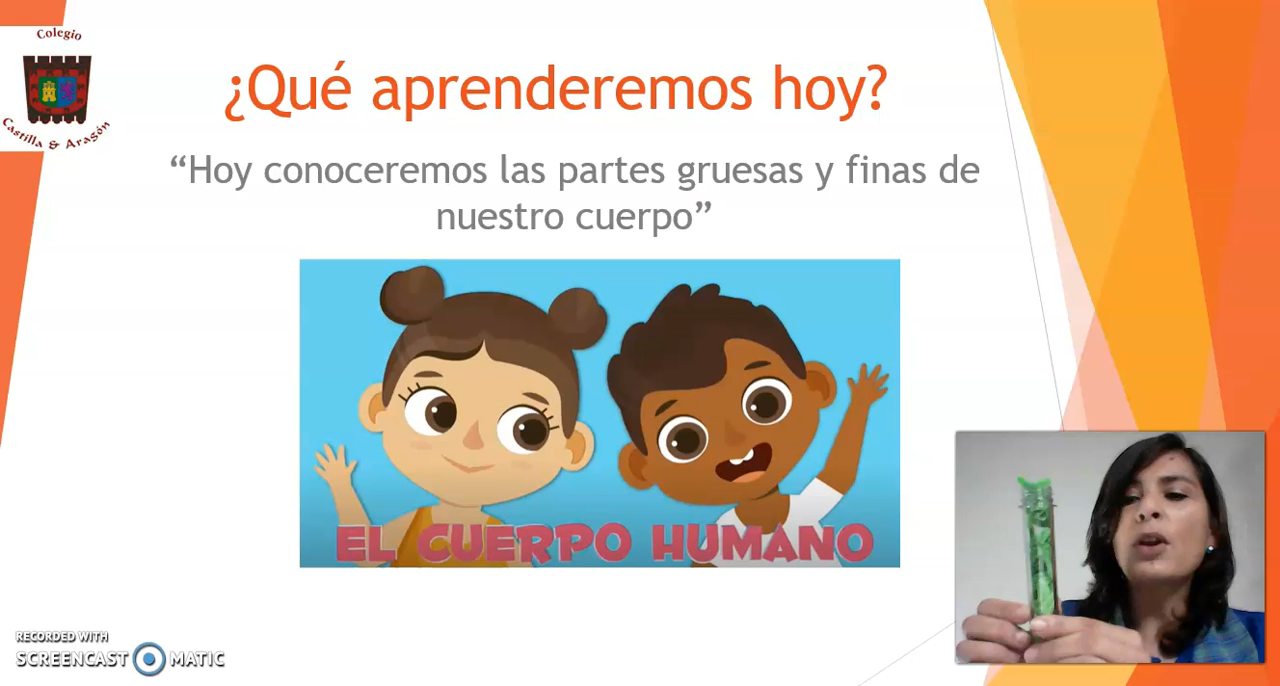 Colegio
Castilla & Aragón
¿Qué aprenderemos hoy?
“Hoy conoceremos las partes gruesas y finas de
nuestro cuerpo”
EL CUERPO HUMANO
RECORDED WITH
SCREENCAST MATIC